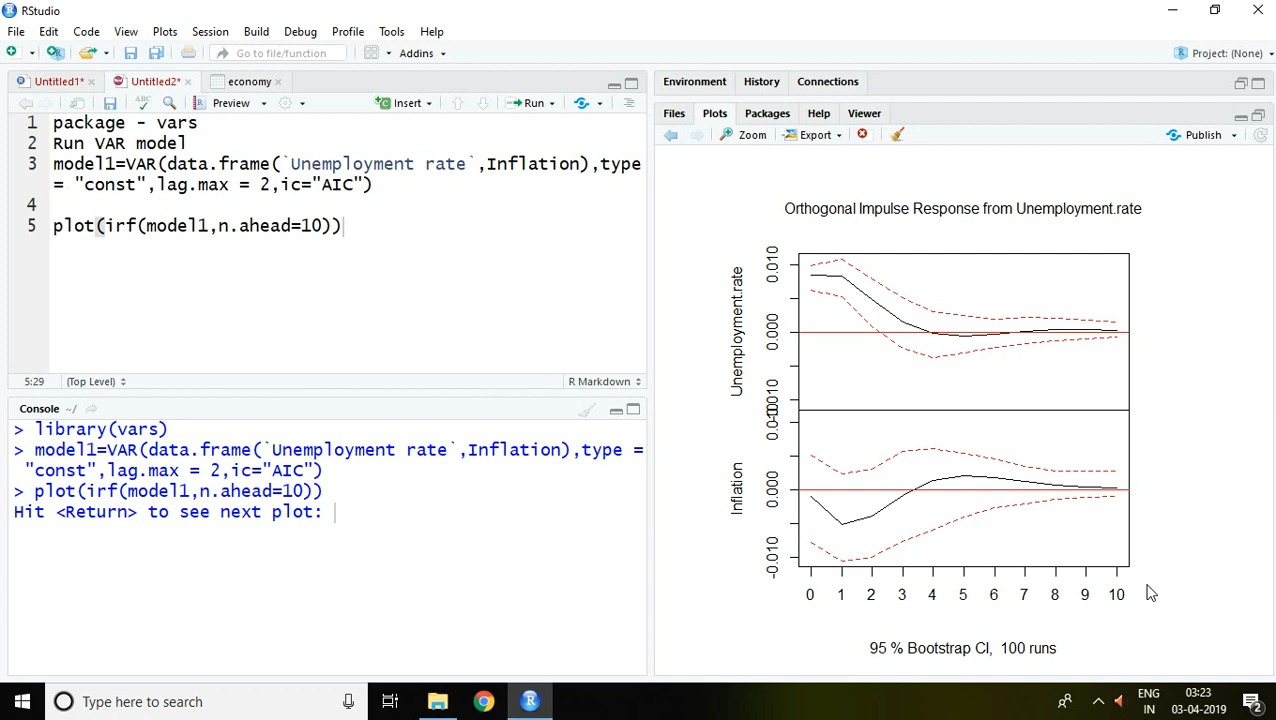 RStudio
File Edit Code View Plots Session Build Debug Profile Tools Help
Go to file/function Addins Project: (None)
Untitled1* Untitled2* economy
ABC Preview Insert Run
1 package - vars
2 Run VAR model
3 model1=VAR(data.frame(`Unemployment rate`,Inflation),type
= "const",lag.max = 2,ic="AIC")
4
5 plot(irf(model1,n.ahead=10))
5:29 (Top Level) R Markdown
Console ~/
> library(vars)
> model1=VAR(data.frame(`Unemployment rate`,Inflation),type =
"const",lag.max = 2,ic="AIC")
> plot(irf(model1,n.ahead=10))
Hit <Return> to see next plot:
Environment History Connections
Files Plots Packages Help Viewer
Zoom Export Publish
Orthogonal Impulse Response from Unemployment.rate
Unemployment.rate
0.010
0.000
Inflation
0.000
-0.010
0 1 2 3 4 5 6 7 8 9 10
95 % Bootstrap CI, 100 runs
Type here to search
ENG
IN
03:23
03-04-2019
2